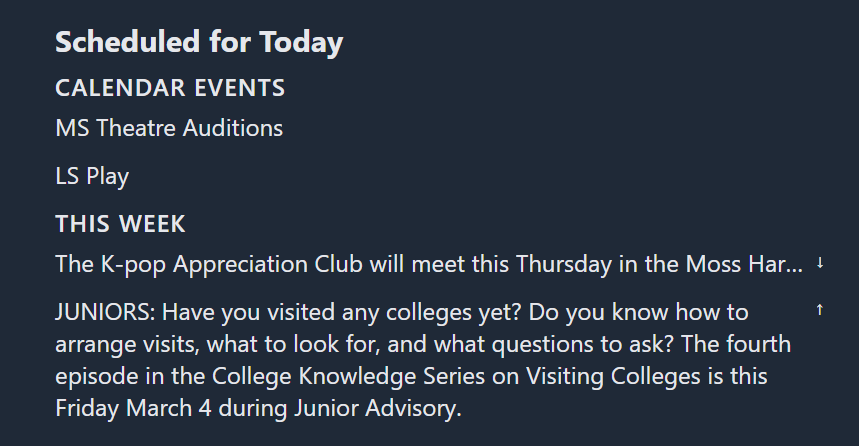 Scheduled for Today
CALENDAR EVENTS
MS Theatre Auditions
LS Play
THIS WEEK
The K-pop Appreciation Club will meet this Thursday in the Moss Har... ↓
JUNIORS: Have you visited any colleges yet? Do you know how to ↑
arrange visits, what to look for, and what questions to ask? The fourth
episode in the College Knowledge Series on Visiting Colleges is this
Friday March 4 during Junior Advisory.